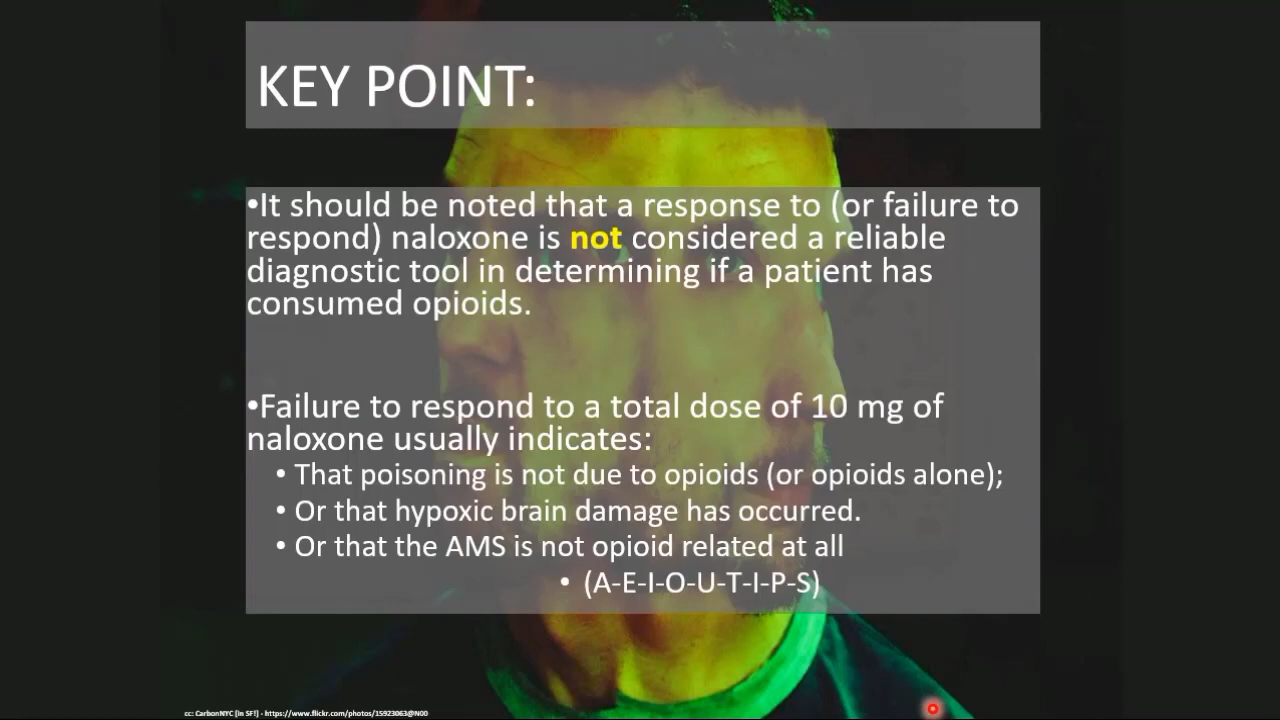 KEY POINT:
•It should be noted that a response to (or failure to
respond) naloxone is not considered a reliable
diagnostic tool in determining if a patient has
consumed opioids.
•Failure to respond to a total dose of 10 mg of
naloxone usually indicates:
• That poisoning is not due to opioids (or opioids alone);
• Or that hypoxic brain damage has occurred.
• Or that the AMS is not opioid related at all
• (A-E-I-O-U-T-I-P-S)
cc: CarbonNYC [in SF!] - https://www.flickr.com/photos/15923063@N00